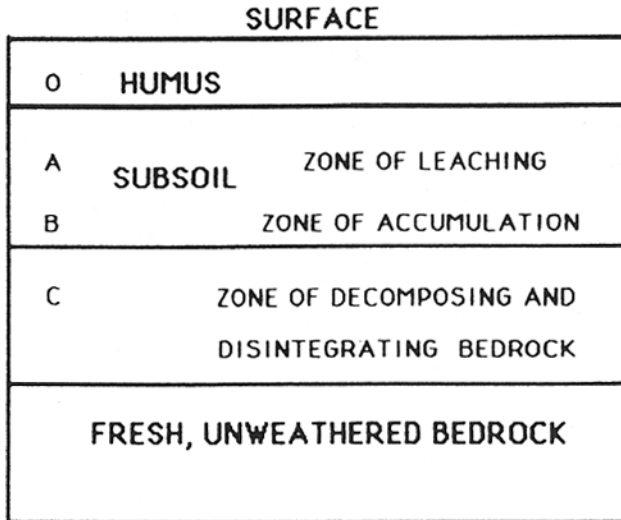 SURFACE
O HUMUS
A ZONE OF LEACHING
SUBSOIL
B ZONE OF ACCUMULATION
C ZONE OF DECOMPOSING AND
DISINTEGRATING BEDROCK
FRESH, UNWEATHERED BEDROCK